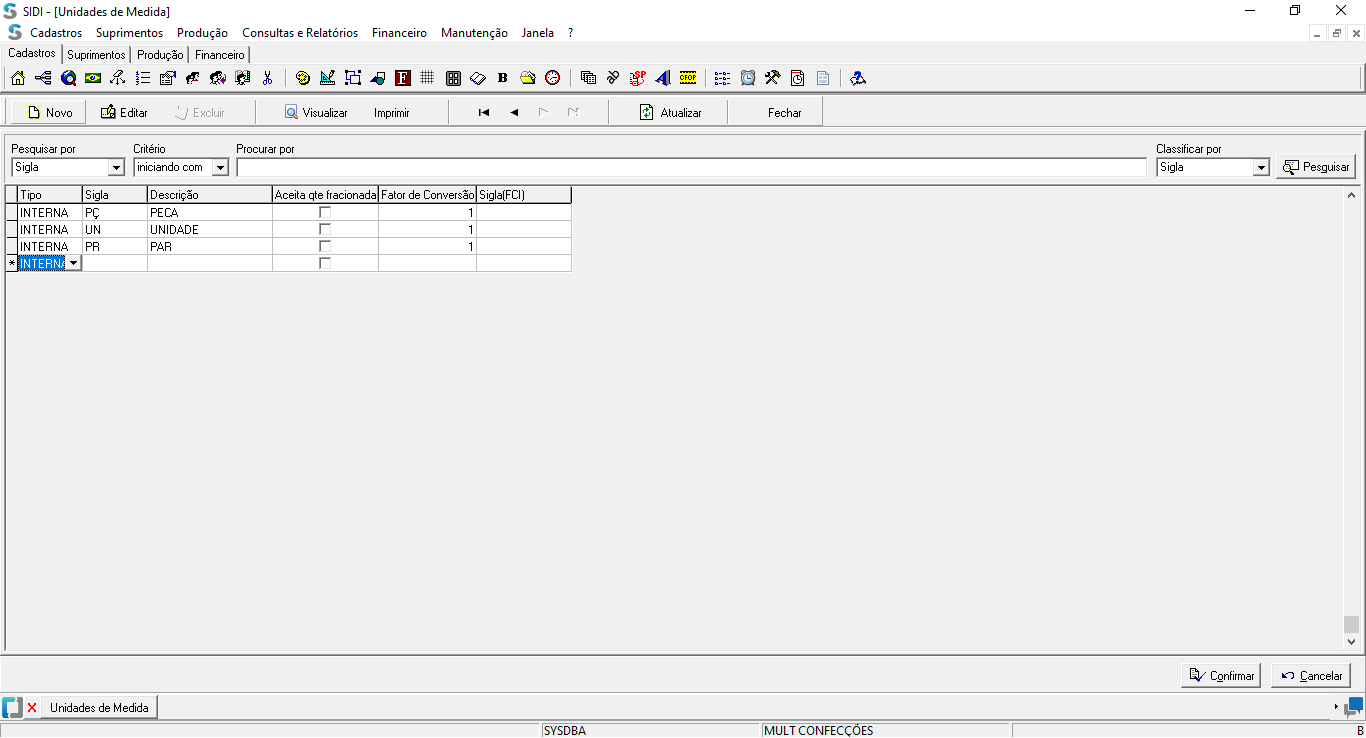 SIDI - [Unidades de Medida]
Cadastros Suprimentos Produção Consultas e Relatórios Financeiro Manutenção Janela ?
Cadastros Suprimentos Produção Financeiro
F B SP CFOP
Novo Editar Excluir Visualizar Imprimir Atualizar Fechar
Pesquisar por Critério Procurar por Classificar por
Sigla iniciando com Sigla Pesquisar
Tipo Sigla Descrição Aceita qte fracionada Fator de Conversão Sigla(FCI)
INTERNA PÇ PECA 1
INTERNA UN UNIDADE 1
INTERNA PR PAR 1
* INTERNA
Confirmar Cancelar
Unidades de Medida
SYSDBA MULT CONFECÇÕES B